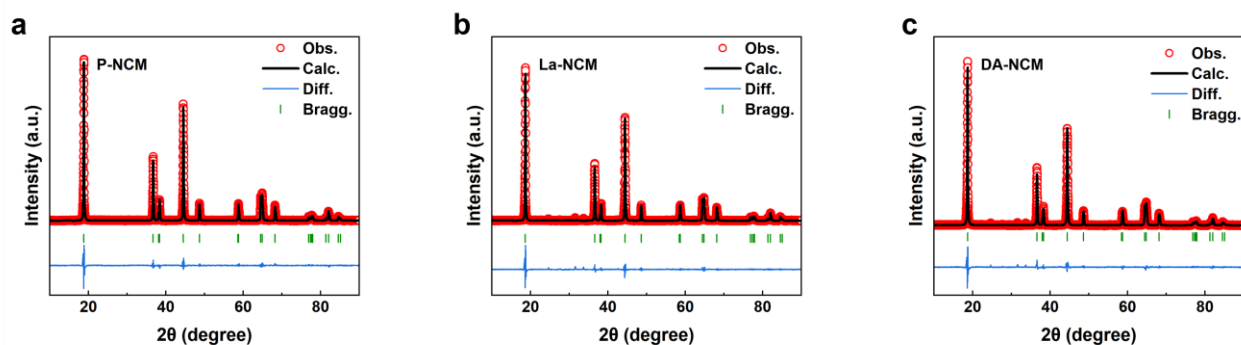 a
P-NCM
Obs.
Calc.
Diff.
Bragg.
Intensity (a.u.)
20 40 60 80
2θ (degree)
b
La-NCM
Obs.
Calc.
Diff.
Bragg.
Intensity (a.u.)
20 40 60 80
2θ (degree)
c
DA-NCM
Obs.
Calc.
Diff.
Bragg.
Intensity (a.u.)
20 40 60 80
2θ (degree)